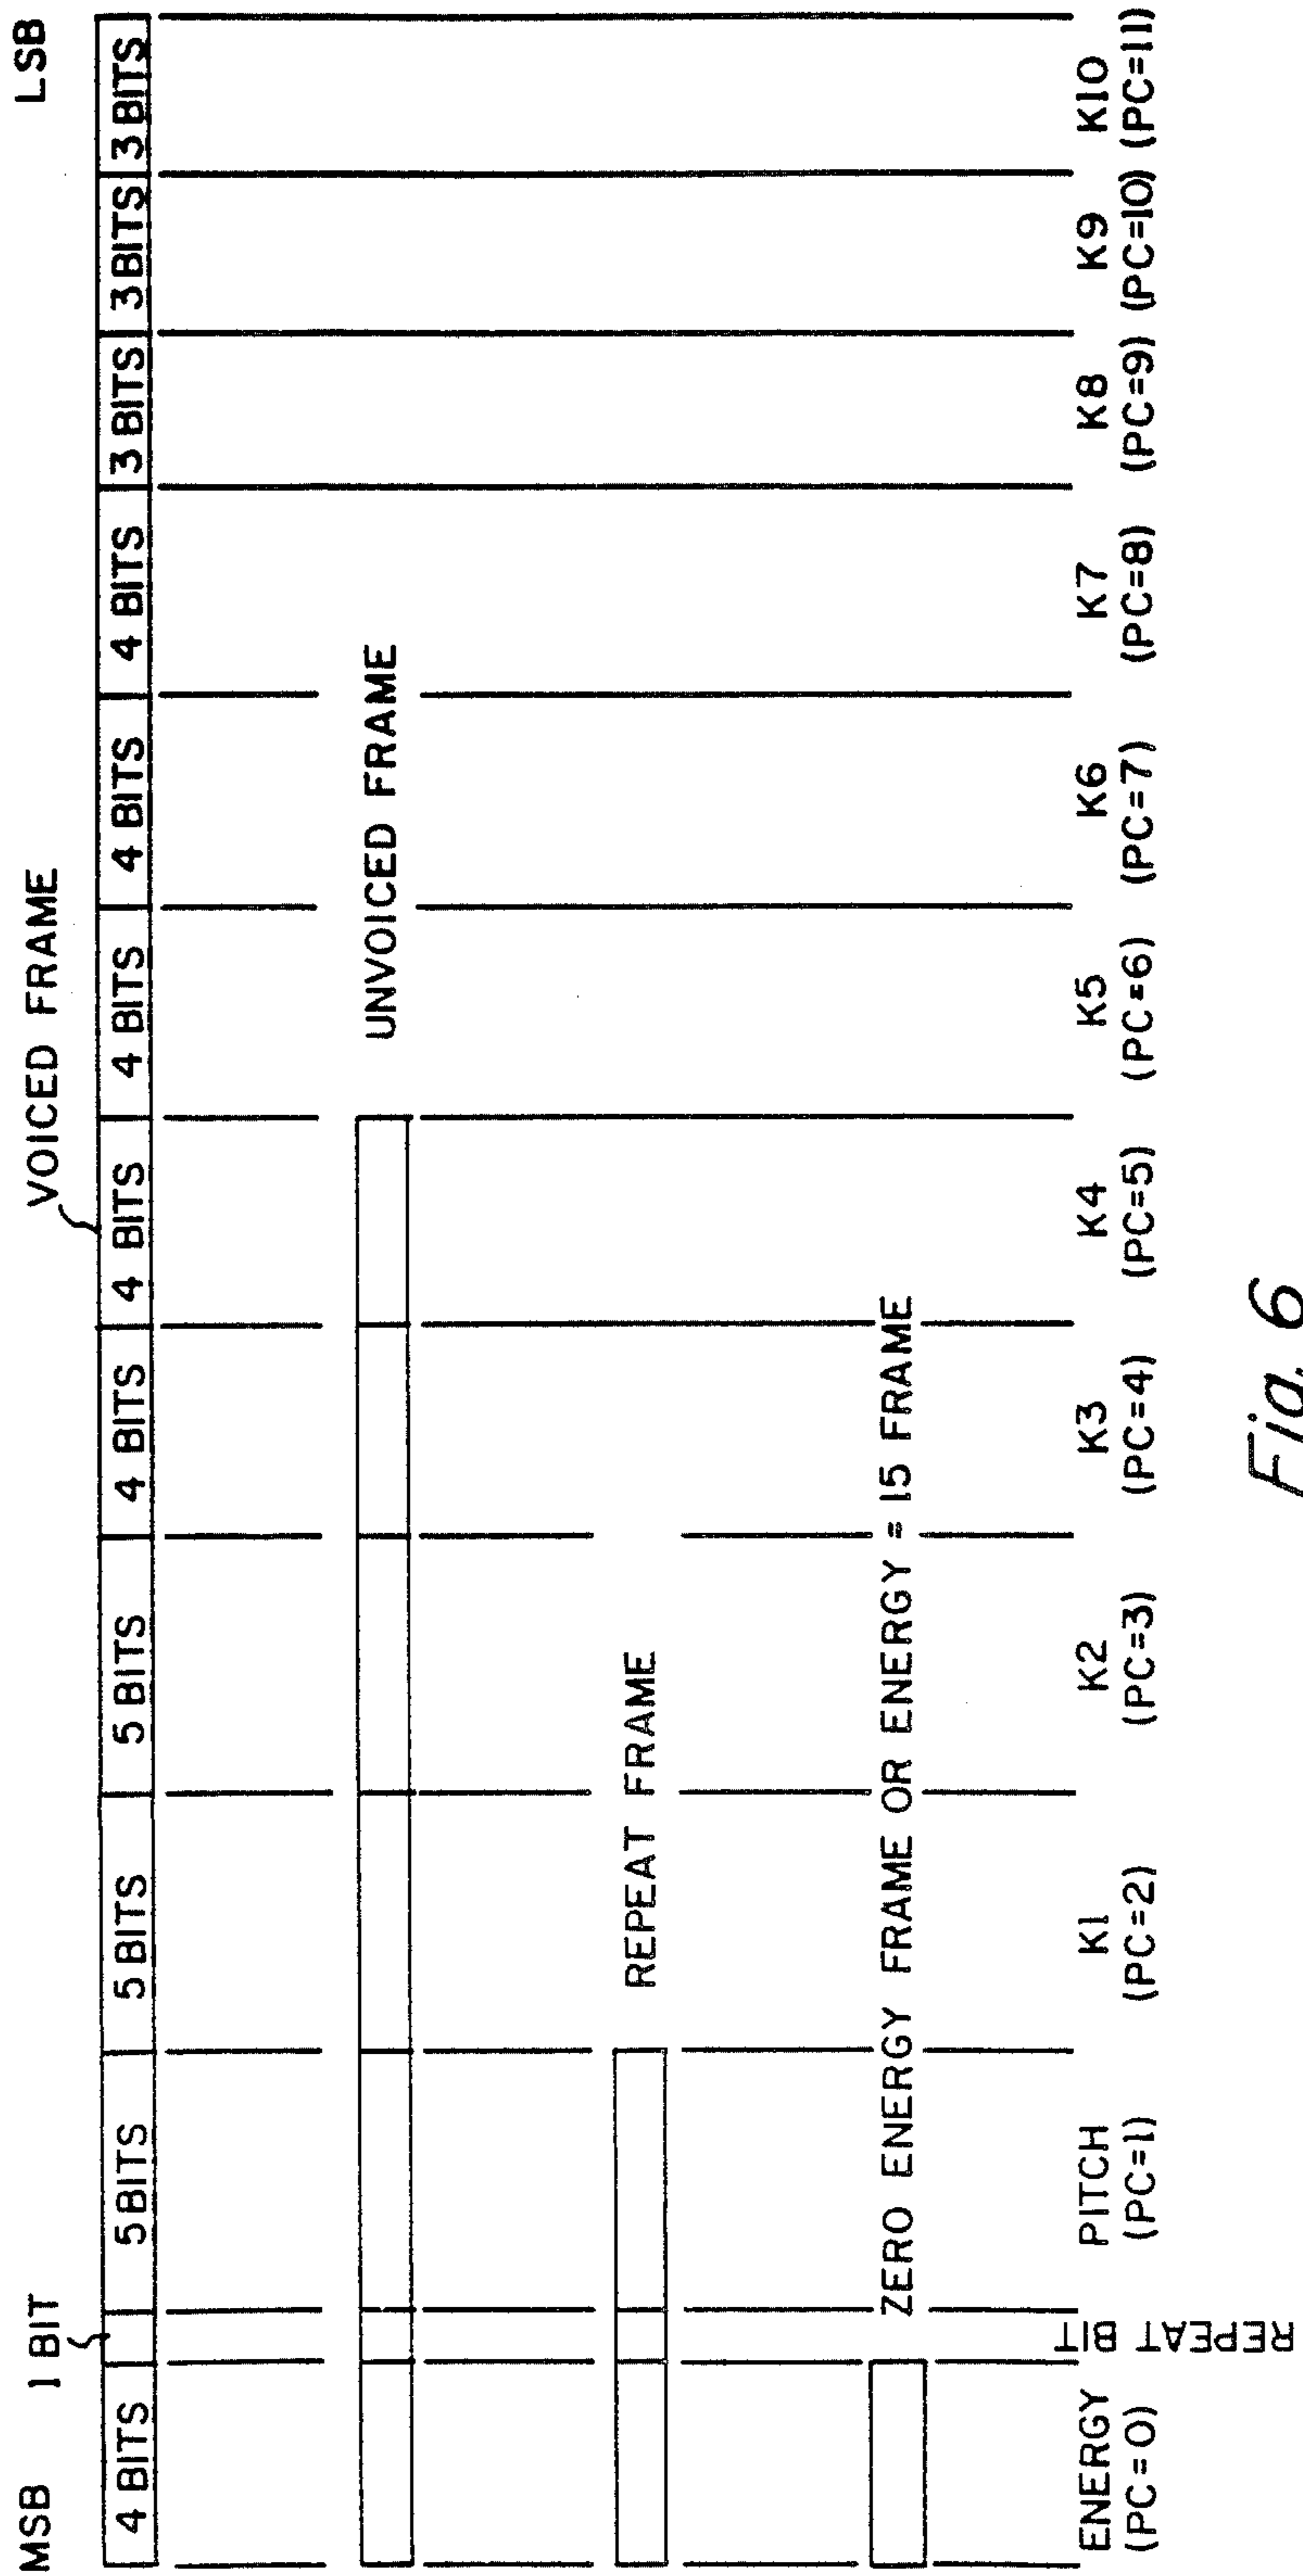 MSB 1 BIT VOICED FRAME LSB
4 BITS 5 BITS 5 BITS 5 BITS 4 BITS 4 BITS 4 BITS 4 BITS 4 BITS 3 BITS 3 BITS 3 BITS
UNVOICED FRAME
REPEAT FRAME
ZERO ENERGY FRAME OR ENERGY = 15 FRAME
ENERGY REPEAT BIT PITCH K1 K2 K3 K4 K5 K6 K7 K8 K9 K10
(PC=0) (PC=1) (PC=2) (PC=3) (PC=4) (PC=5) (PC=6) (PC=7) (PC=8) (PC=9) (PC=10) (PC=11)
Fig. 6